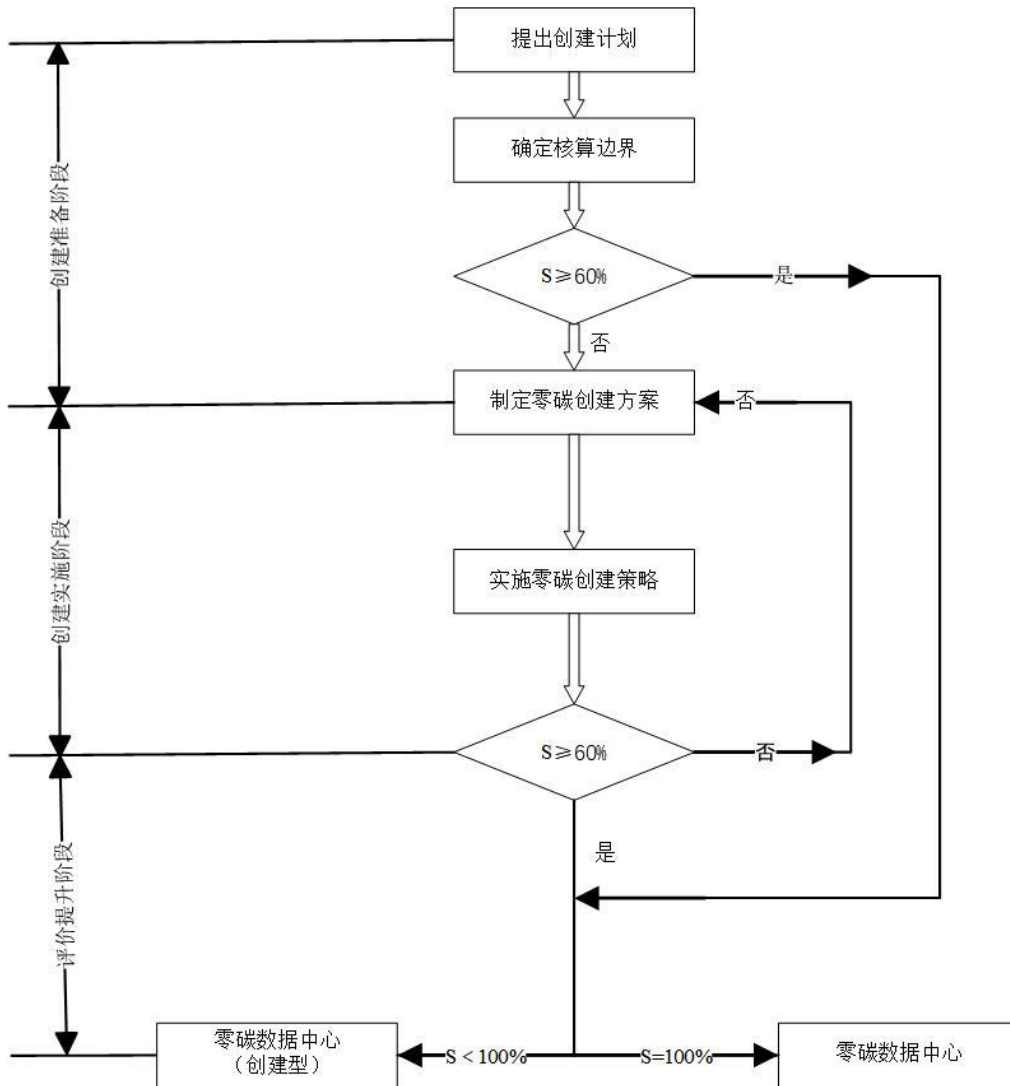 提出创建计划
确定核算边界
创建准备阶段
S≥60%
是
否
制定零碳创建方案
否
创建实施阶段
实施零碳创建策略
S≥60%
否
是
评价提升阶段
零碳数据中心
（创建型）
S<100%
S=100%
零碳数据中心